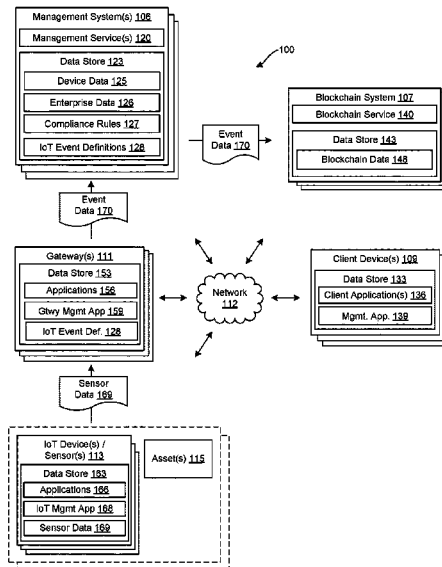 Management System(s) 106
Management Service(s) 120
Data Store 123
Device Data 125
Enterprise Data 126
Compliance Rules 127
IoT Event Definitions 128
100
Event
Data 170
Blockchain System 107
Blockchain Service 140
Data Store 143
Blockchain Data 148
Event
Data 170
Gateway(s) 111
Data Store 153
Applications 156
Gtwy Mgmt App 159
IoT Event Def. 128
Network
112
Client Device(s) 109
Data Store 133
Client Application(s) 136
Mgmt. App. 139
Sensor
Data 169
IoT Device(s) /
Sensor(s) 113
Data Store 163
Applications 166
IoT Mgmt App 168
Sensor Data 169
Asset(s) 115